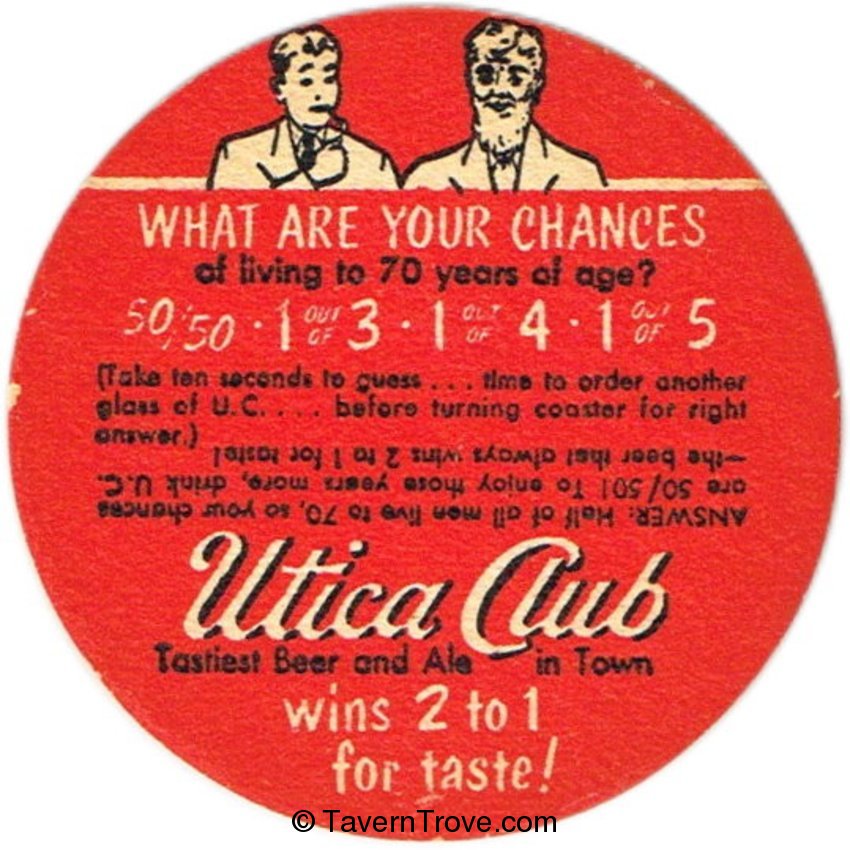 WHAT ARE YOUR CHANCES
of living to 70 years of age?
50/50 · 1 OUT OF 3 · 1 OUT OF 4 · 1 OUT OF 5
(Take ten seconds to guess . . . time to order another
glass of U.C. . . . before turning coaster for right
answer.)
ANSWER: Half of all men live to 70, so your chances
are 50/50! To enjoy those years more, drink U.C.
—the beer that always wins 2 to 1 for taste!
Utica Club
Tastiest Beer and Ale in Town
wins 2 to 1
for taste!
© TavernTrove.com